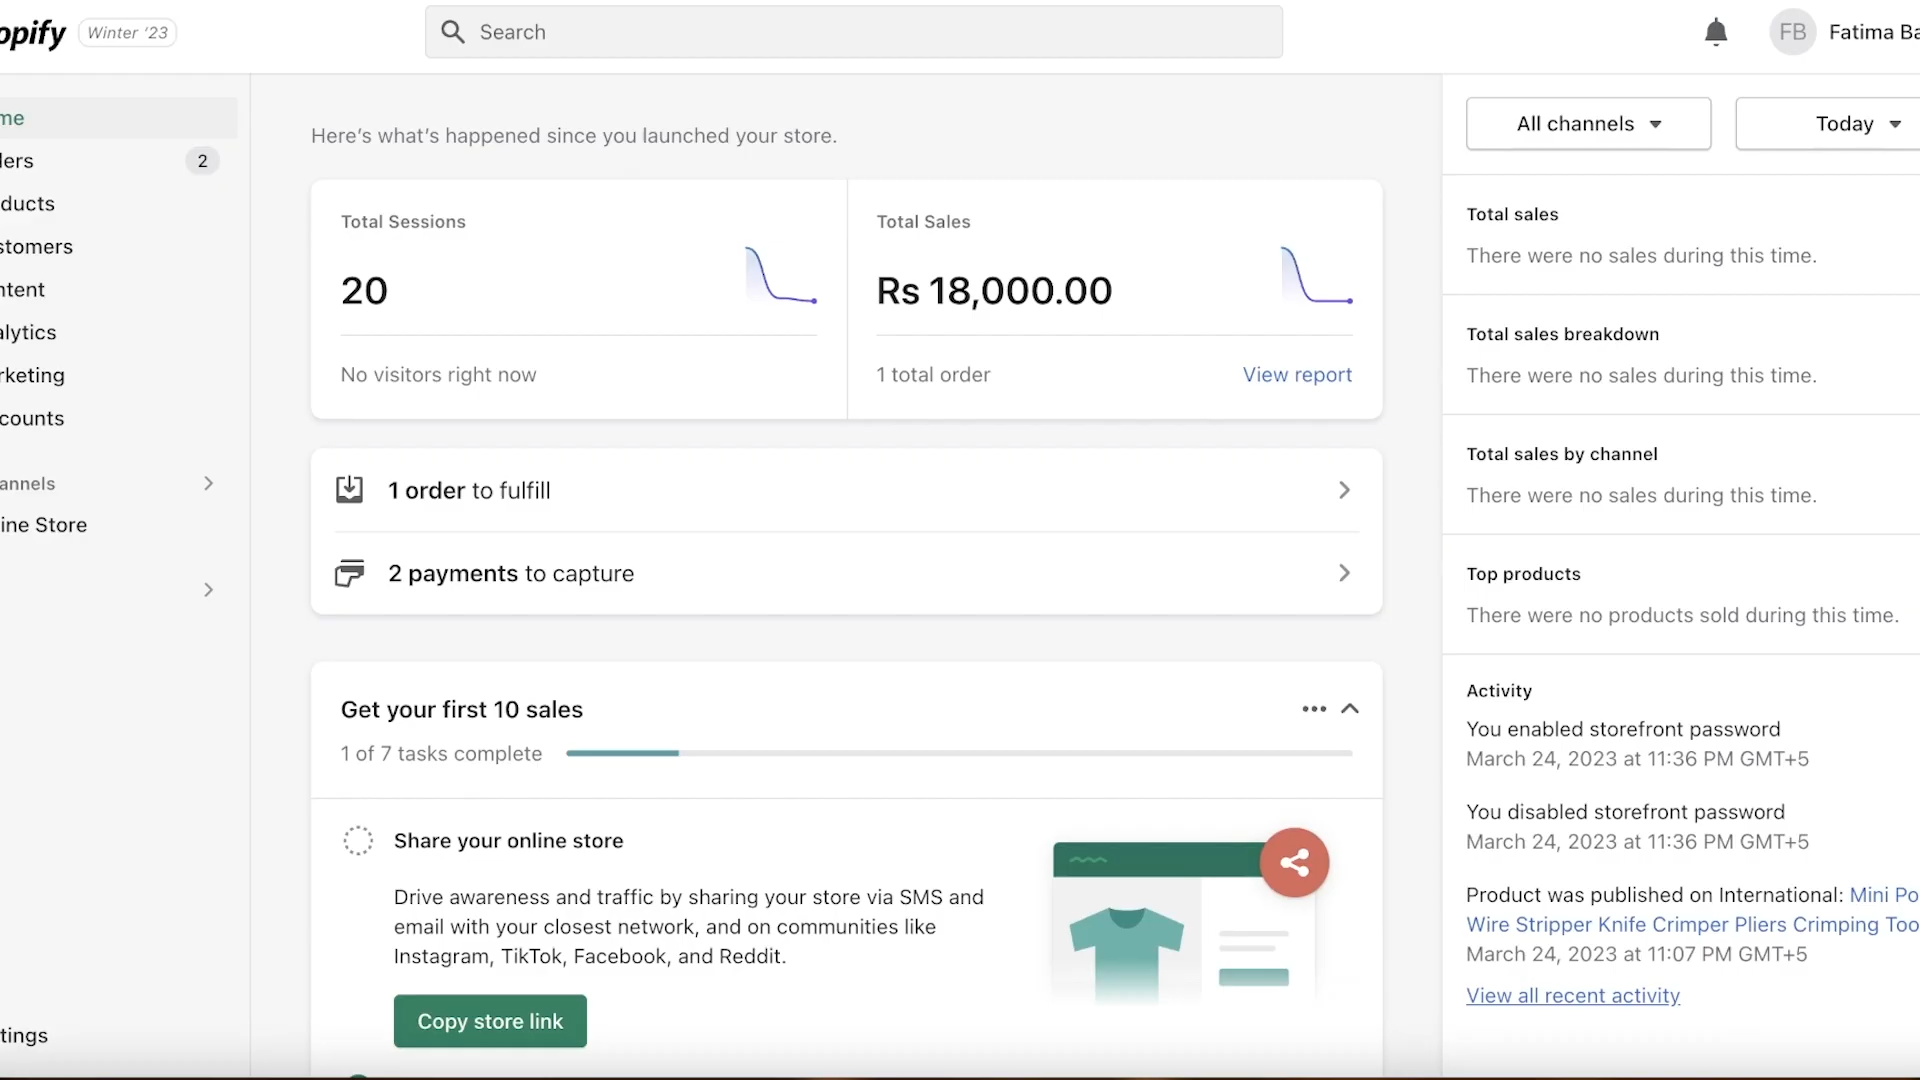 opify Winter '23
Search
FB Fatima Ba
me
ders 2
ducts
stomers
ntent
alytics
rketing
counts
annels
ine Store
tings
Here's what's happened since you launched your store.
Total Sessions
20
No visitors right now
Total Sales
Rs 18,000.00
1 total order View report
1 order to fulfill
2 payments to capture
Get your first 10 sales
1 of 7 tasks complete
Share your online store
Drive awareness and traffic by sharing your store via SMS and
email with your closest network, and on communities like
Instagram, TikTok, Facebook, and Reddit.
Copy store link
All channels Today
Total sales
There were no sales during this time.
Total sales breakdown
There were no sales during this time.
Total sales by channel
There were no sales during this time.
Top products
There were no products sold during this time.
Activity
You enabled storefront password
March 24, 2023 at 11:36 PM GMT+5
You disabled storefront password
March 24, 2023 at 11:36 PM GMT+5
Product was published on International: Mini Po
Wire Stripper Knife Crimper Pliers Crimping Too
March 24, 2023 at 11:07 PM GMT+5
View all recent activity